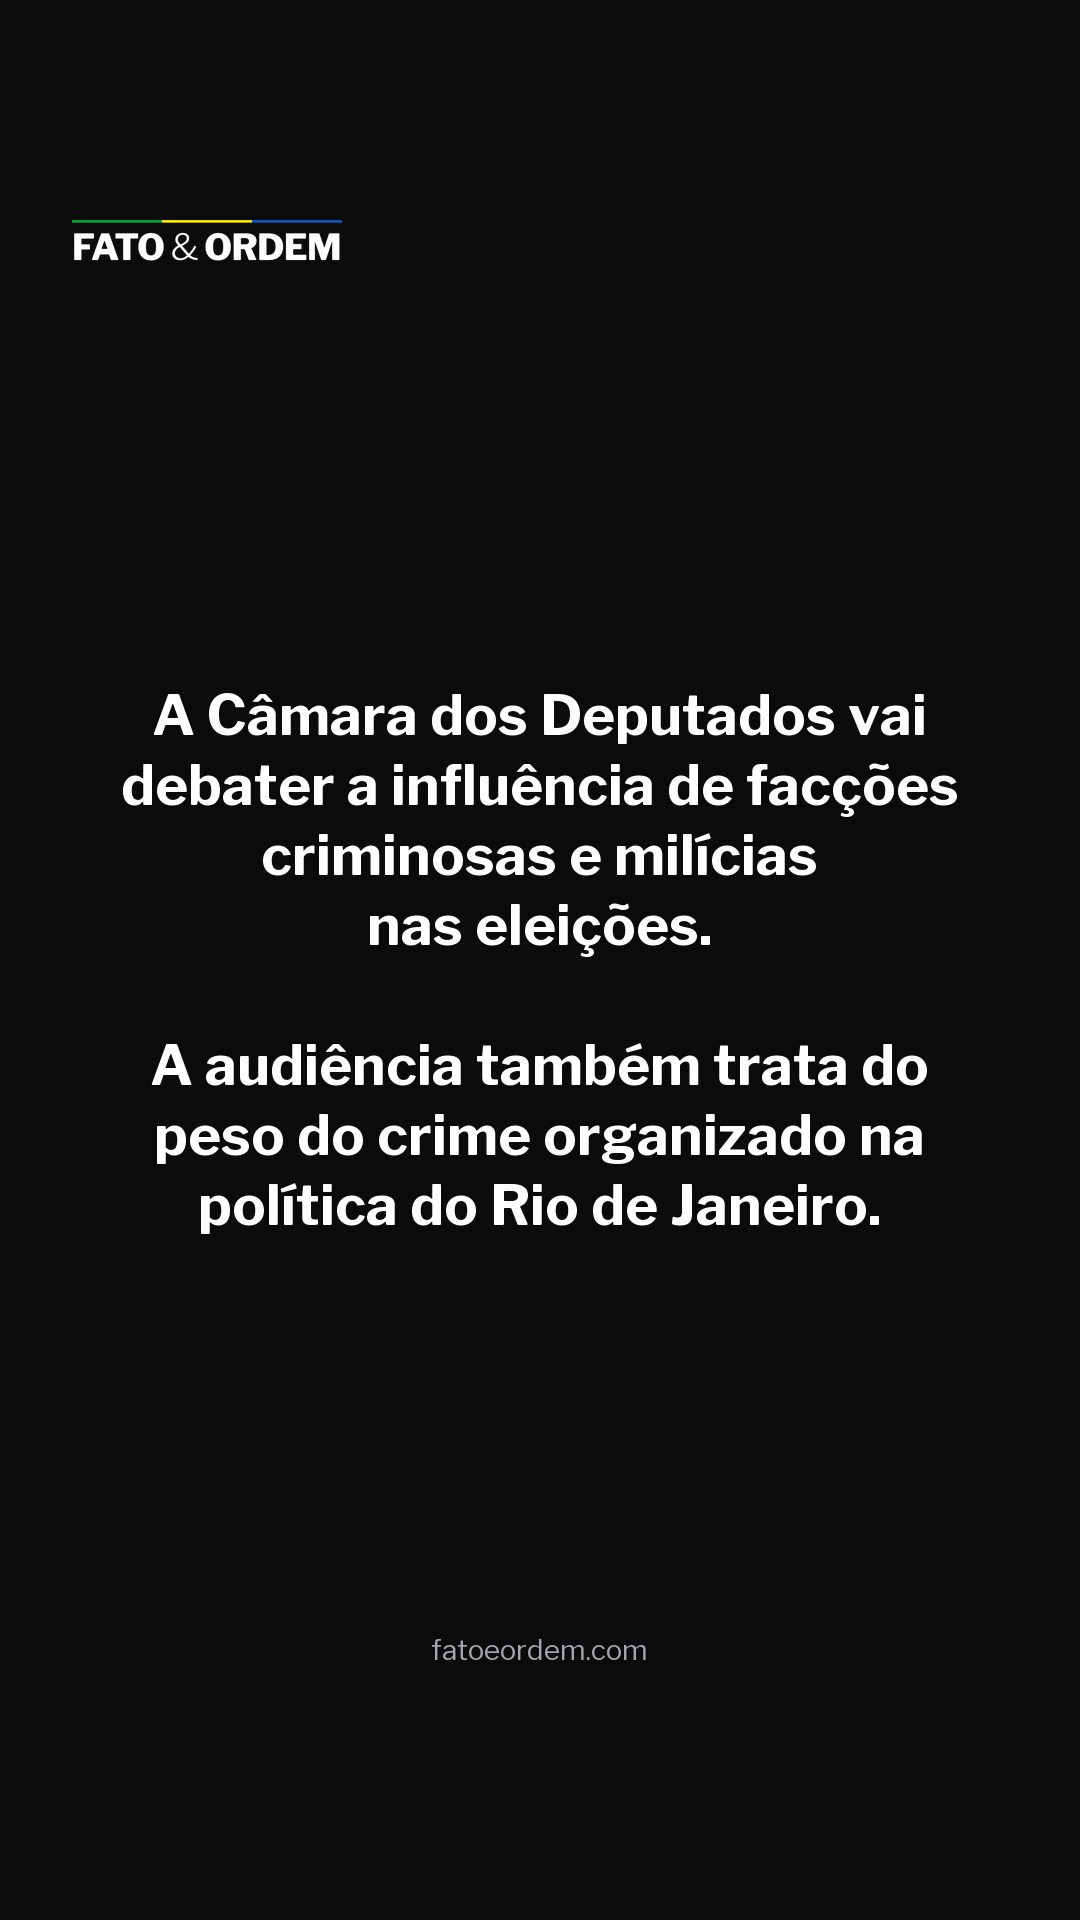 FATO & ORDEM
A Câmara dos Deputados vai
debater a influência de facções
criminosas e milícias
nas eleições.
A audiência também trata do
peso do crime organizado na
política do Rio de Janeiro.
fatoeordem.com